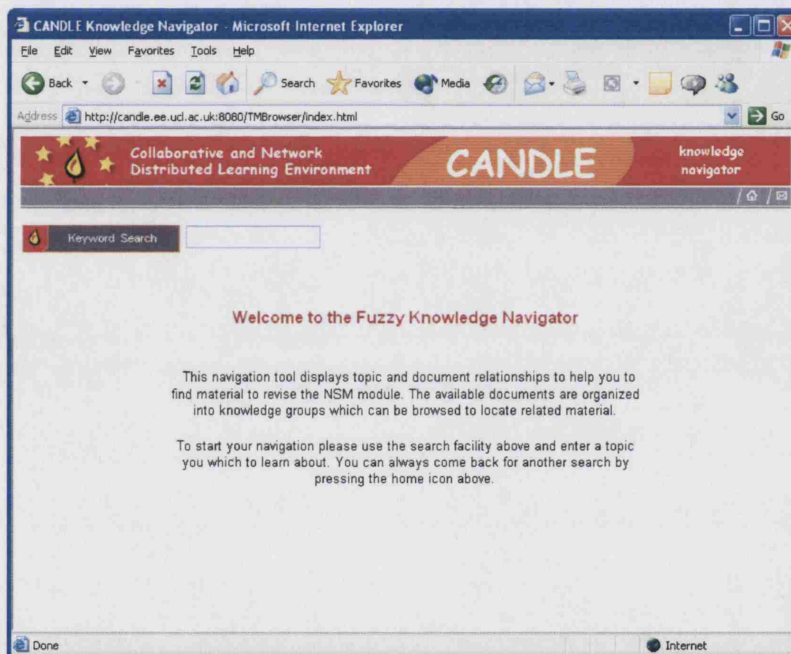 CANDLE Knowledge Navigator - Microsoft Internet Explorer
File Edit View Favorites Tools Help
Back Search Favorites Media
Address http://candle.ee.ucl.ac.uk:8080/TMBrowser/index.html Go
Collaborative and Network CANDLE knowledge
Distributed Learning Environment navigator
Keyword Search
Welcome to the Fuzzy Knowledge Navigator
This navigation tool displays topic and document relationships to help you to
find material to revise the NSM module. The available documents are organized
into knowledge groups which can be browsed to locate related material.
To start your navigation please use the search facility above and enter a topic
you which to learn about. You can always come back for another search by
pressing the home icon above.
Done Internet